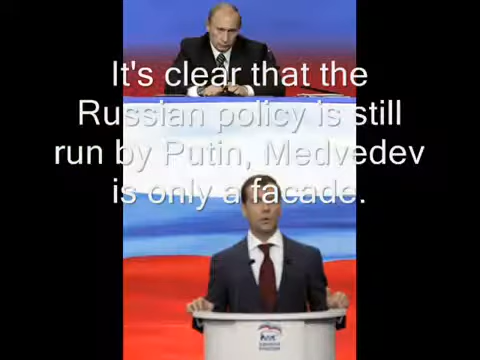 It's clear that the
Russian policy is still
run by Putin, Medvedev
is only a facade.